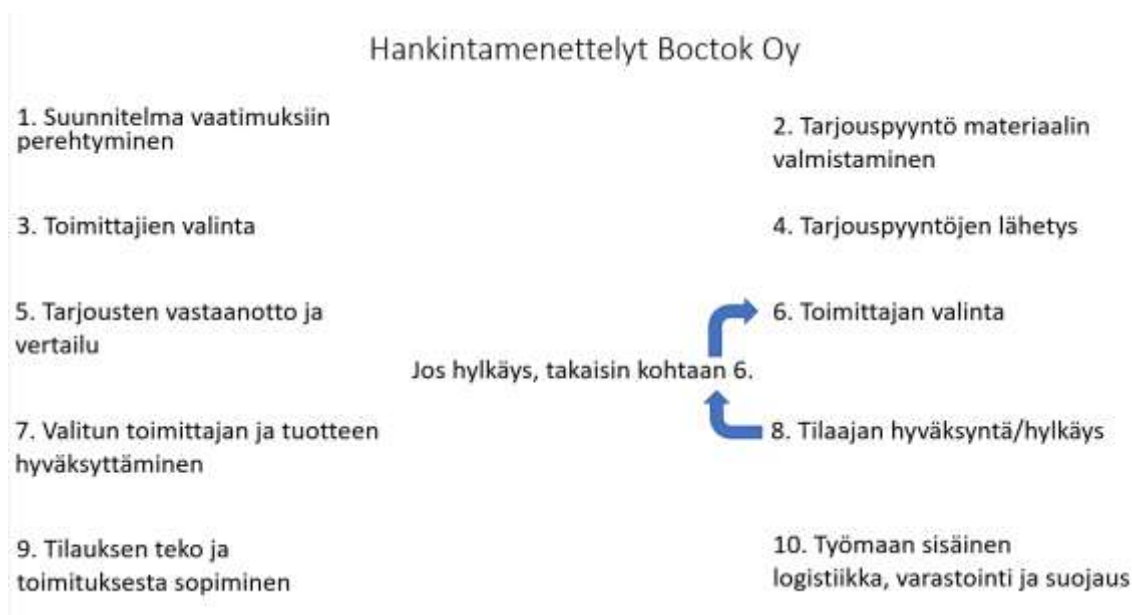 Hankintamenettelyt Boctok Oy
1. Suunnitelma vaatimuksiin
perehtyminen
2. Tarjouspyyntö materiaalin
valmistaminen
3. Toimittajien valinta
4. Tarjouspyyntöjen lähetys
5. Tarjousten vastaanotto ja
vertailu
6. Toimittajan valinta
Jos hylkäys, takaisin kohtaan 6.
7. Valitun toimittajan ja tuotteen
hyväksyttäminen
8. Tilaajan hyväksyntä/hylkäys
9. Tilauksen teko ja
toimituksesta sopiminen
10. Työmaan sisäinen
logistiikka, varastointi ja suojaus